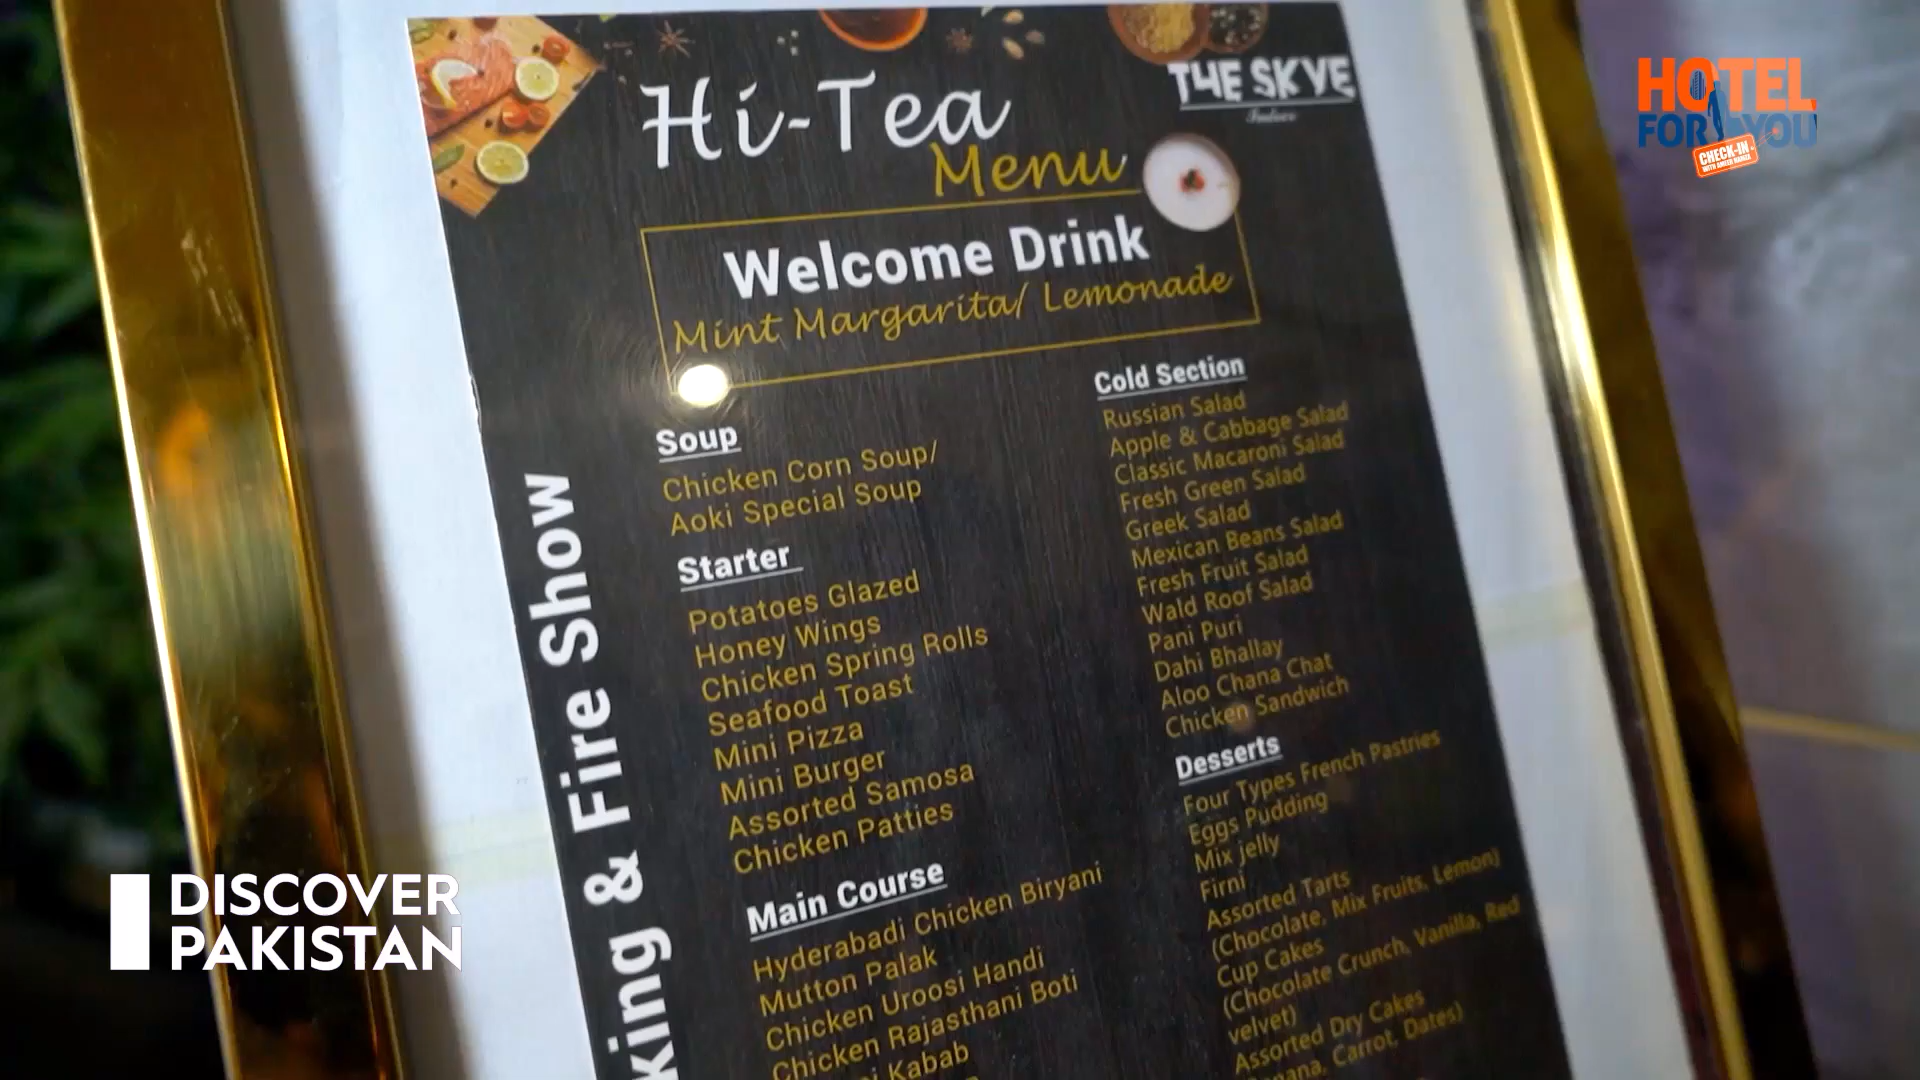 Hi-Tea
Menu
THE SKYE
HOTEL
FOR YOU
CHECK-IN
Welcome Drink
Mint Margarita/ Lemonade
Soup
Chicken Corn Soup/
Aoki Special Soup
Starter
Potatoes Glazed
Honey Wings
Chicken Spring Rolls
Seafood Toast
Mini Pizza
Mini Burger
Assorted Samosa
Chicken Patties
Main Course
Hyderabadi Chicken Biryani
Mutton Palak
Chicken Uroosi Handi
Chicken Rajasthani Boti
Kabab
Cold Section
Russian Salad
Apple & Cabbage Salad
Classic Macaroni Salad
Fresh Green Salad
Greek Salad
Mexican Beans Salad
Fresh Fruit Salad
Wald Roof Salad
Pani Puri
Dahi Bhallay
Aloo Chana Chat
Chicken Sandwich
Desserts
Four Types French Pastries
Eggs Pudding
Mix jelly
Firni
Assorted Tarts
(Chocolate, Mix Fruits, Lemon)
Cup Cakes
(Chocolate Crunch, Vanilla, Red
velvet)
Assorted Dry Cakes
Carrot, Dates)
king & Fire Show
DISCOVER
PAKISTAN